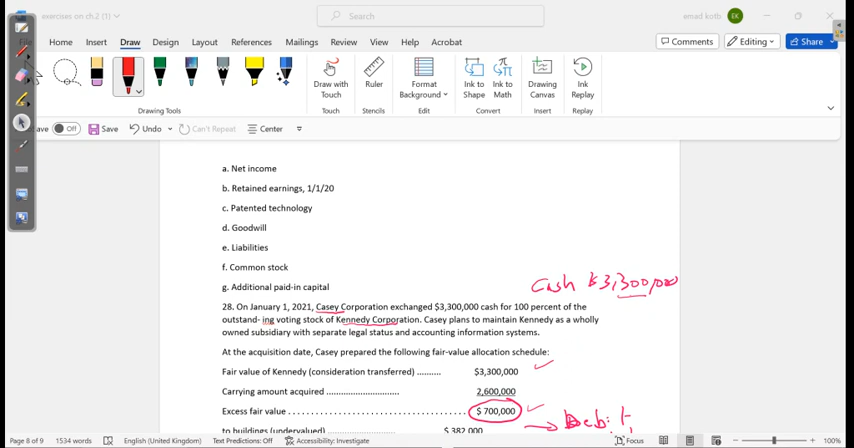 exercises on ch.2 (1)
Search
emad kotb EK
File Home Insert Draw Design Layout References Mailings Review View Help Acrobat
Comments Editing Share
Draw with Touch
Ruler
Format Background
Ink to Shape
Ink to Math
Drawing Canvas
Ink Replay
Drawing Tools Touch Stencils Edit Convert Insert Replay
ave Off Save Undo Can't Repeat Center
a. Net income
b. Retained earnings, 1/1/20
c. Patented technology
d. Goodwill
e. Liabilities
f. Common stock
g. Additional paid-in capital
Cash $3,300,000
28. On January 1, 2021, Casey Corporation exchanged $3,300,000 cash for 100 percent of the
outstand- ing voting stock of Kennedy Corporation. Casey plans to maintain Kennedy as a wholly
owned subsidiary with separate legal status and accounting information systems.
At the acquisition date, Casey prepared the following fair-value allocation schedule:
Fair value of Kennedy (consideration transferred) .......... $3,300,000
Carrying amount acquired .................................. 2,600,000
Excess fair value . . . . . . . . . . . . . . . . . . . . . . . . . . . . . . . . . . . . . . . . $ 700,000
Debit
to buildings (undervalued) ........................ $ 382,000
Page 8 of 9 1534 words English (United Kingdom) Text Predictions: Off Accessibility: Investigate Focus 100%